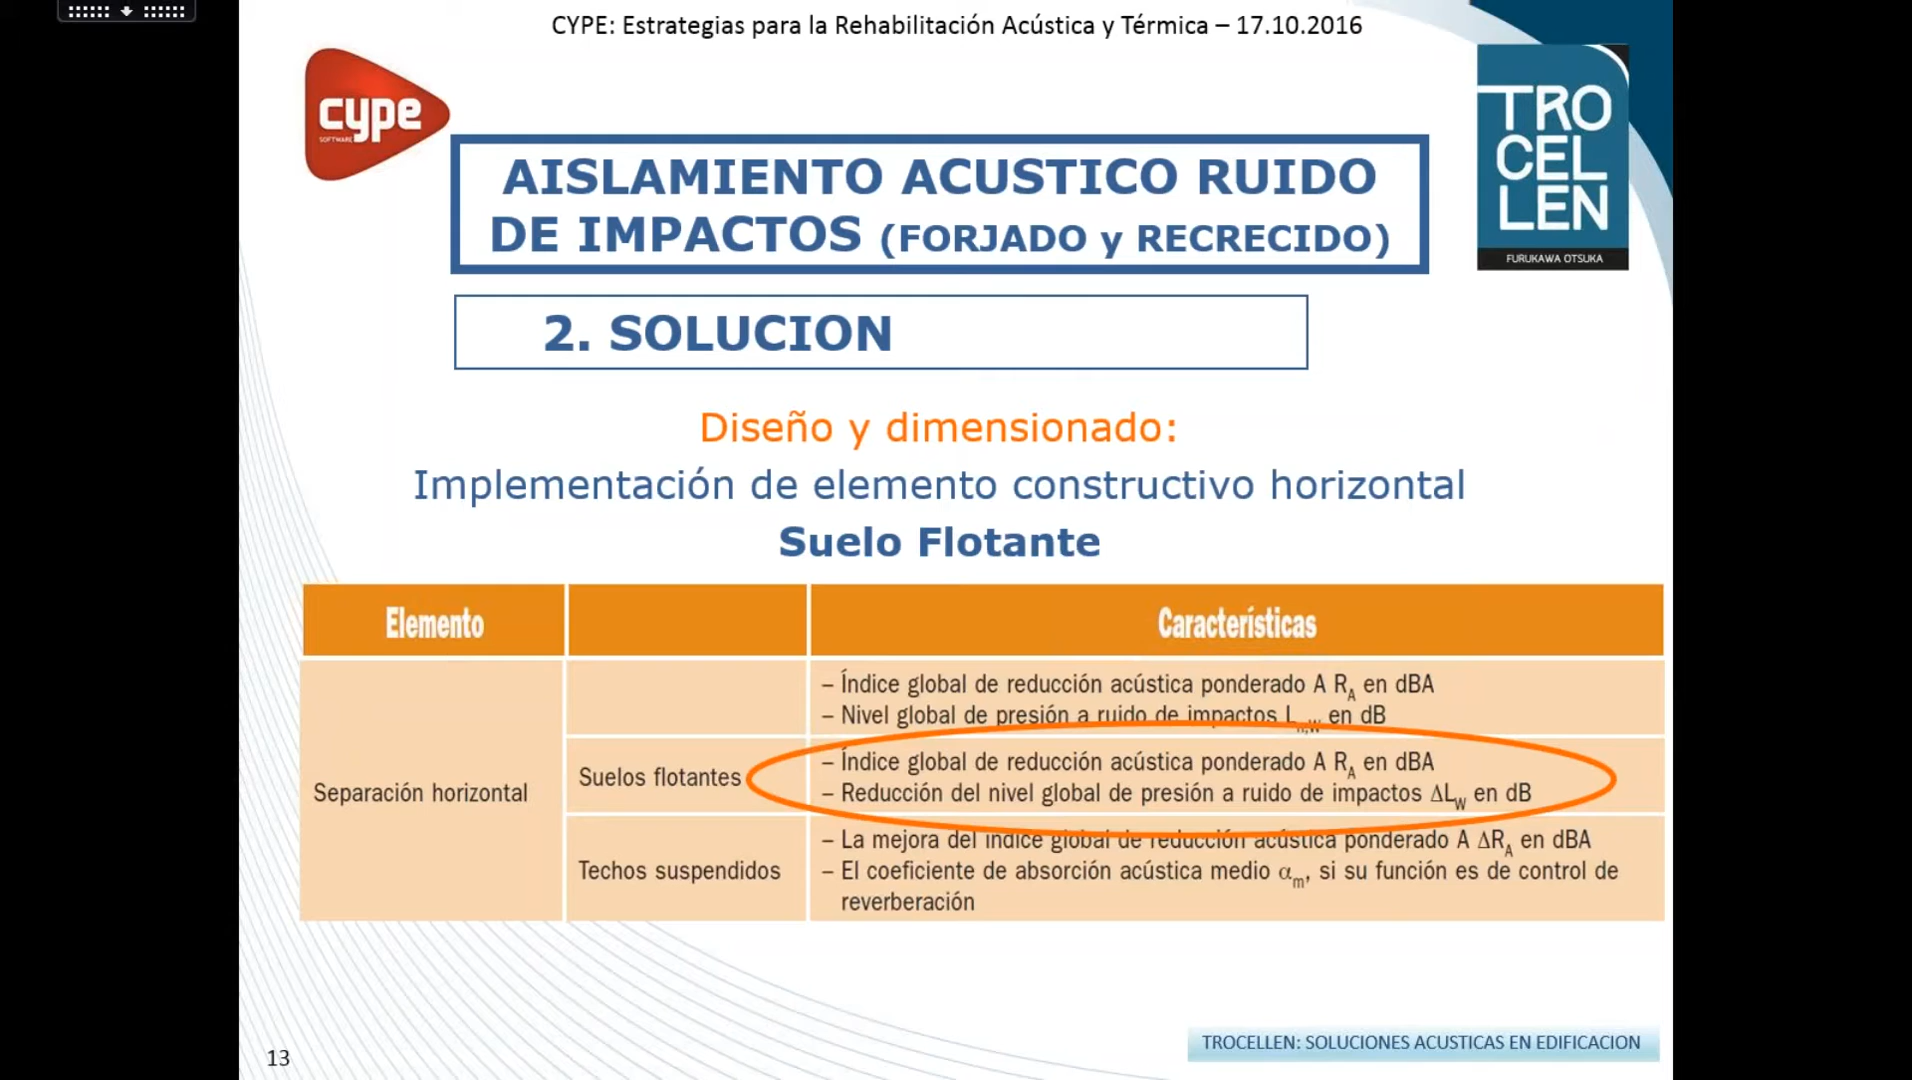 CYPE: Estrategias para la Rehabilitación Acústica y Térmica – 17.10.2016
cype
SOFTWARE
TRO
CEL
LEN
FURUKAWA OTSUKA
AISLAMIENTO ACUSTICO RUIDO
DE IMPACTOS (FORJADO y RECRECIDO)
2. SOLUCION
Diseño y dimensionado:
Implementación de elemento constructivo horizontal
Suelo Flotante
Elemento
Características
Separación horizontal
– Índice global de reducción acústica ponderado A R_A en dBA
– Nivel global de presión a ruido de impactos L_n,w en dB
Suelos flotantes
– Índice global de reducción acústica ponderado A R_A en dBA
– Reducción del nivel global de presión a ruido de impactos ΔL_W en dB
Techos suspendidos
– La mejora del índice global de reducción acústica ponderado A ΔR_A en dBA
– El coeficiente de absorción acústica medio α_m, si su función es de control de
reverberación
13
TROCELLEN: SOLUCIONES ACUSTICAS EN EDIFICACION